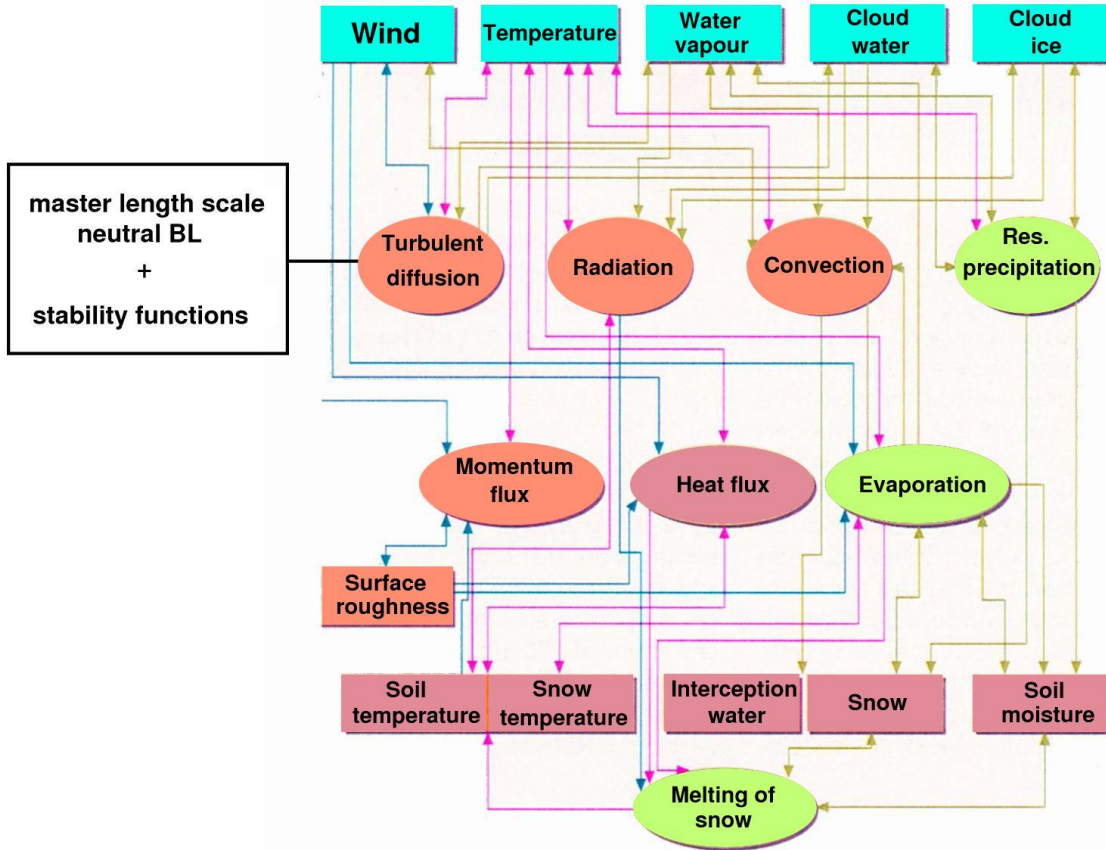 Wind
Temperature
Water
vapour
Cloud
water
Cloud
ice
master length scale
neutral BL
+
stability functions
Turbulent
diffusion
Radiation
Convection
Res.
precipitation
Momentum
flux
Heat flux
Evaporation
Surface
roughness
Soil
temperature
Snow
temperature
Interception
water
Snow
Soil
moisture
Melting of
snow